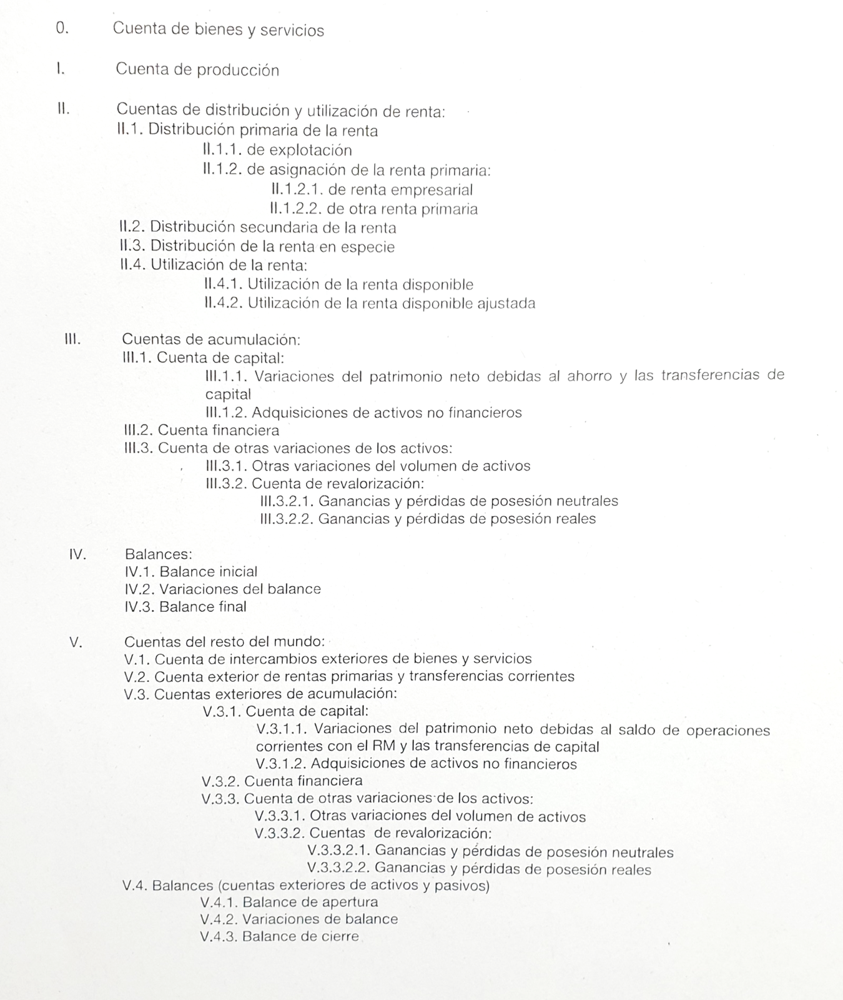 0. Cuenta de bienes y servicios
I. Cuenta de producción
II. Cuentas de distribución y utilización de renta:
II.1. Distribución primaria de la renta
II.1.1. de explotación
II.1.2. de asignación de la renta primaria:
II.1.2.1. de renta empresarial
II.1.2.2. de otra renta primaria
II.2. Distribución secundaria de la renta
II.3. Distribución de la renta en especie
II.4. Utilización de la renta:
II.4.1. Utilización de la renta disponible
II.4.2. Utilización de la renta disponible ajustada
III. Cuentas de acumulación:
III.1. Cuenta de capital:
III.1.1. Variaciones del patrimonio neto debidas al ahorro y las transferencias de
capital
III.1.2. Adquisiciones de activos no financieros
III.2. Cuenta financiera
III.3. Cuenta de otras variaciones de los activos:
III.3.1. Otras variaciones del volumen de activos
III.3.2. Cuenta de revalorización:
III.3.2.1. Ganancias y pérdidas de posesión neutrales
III.3.2.2. Ganancias y pérdidas de posesión reales
IV. Balances:
IV.1. Balance inicial
IV.2. Variaciones del balance
IV.3. Balance final
V. Cuentas del resto del mundo:
V.1. Cuenta de intercambios exteriores de bienes y servicios
V.2. Cuenta exterior de rentas primarias y transferencias corrientes
V.3. Cuentas exteriores de acumulación:
V.3.1. Cuenta de capital:
V.3.1.1. Variaciones del patrimonio neto debidas al saldo de operaciones
corrientes con el RM y las transferencias de capital
V.3.1.2. Adquisiciones de activos no financieros
V.3.2. Cuenta financiera
V.3.3. Cuenta de otras variaciones de los activos:
V.3.3.1. Otras variaciones del volumen de activos
V.3.3.2. Cuentas de revalorización:
V.3.3.2.1. Ganancias y pérdidas de posesión neutrales
V.3.3.2.2. Ganancias y pérdidas de posesión reales
V.4. Balances (cuentas exteriores de activos y pasivos)
V.4.1. Balance de apertura
V.4.2. Variaciones de balance
V.4.3. Balance de cierre